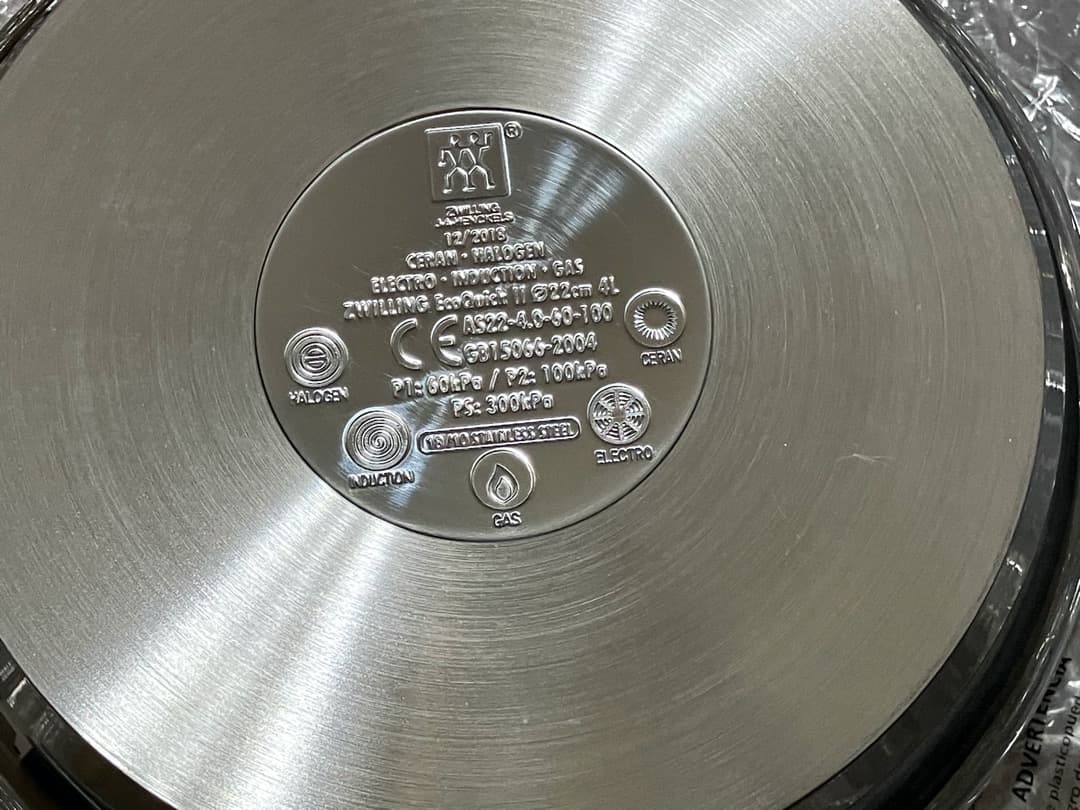 ®
ZWILLING
J.A. HENCKELS
12/2018
CERAN · HALOGEN
ELECTRO · INDUCTION · GAS
ZWILLING EcoQuick II Ø22cm 4L
CE AS22-4.0-60-100
GB15066-2004
P1: 60kPa / P2: 100kPa
PS: 300kPa
18/10 STAINLESS STEEL
HALOGEN
CERAN
INDUCTION
ELECTRO
GAS
ADVERTENCIA
plástico pued